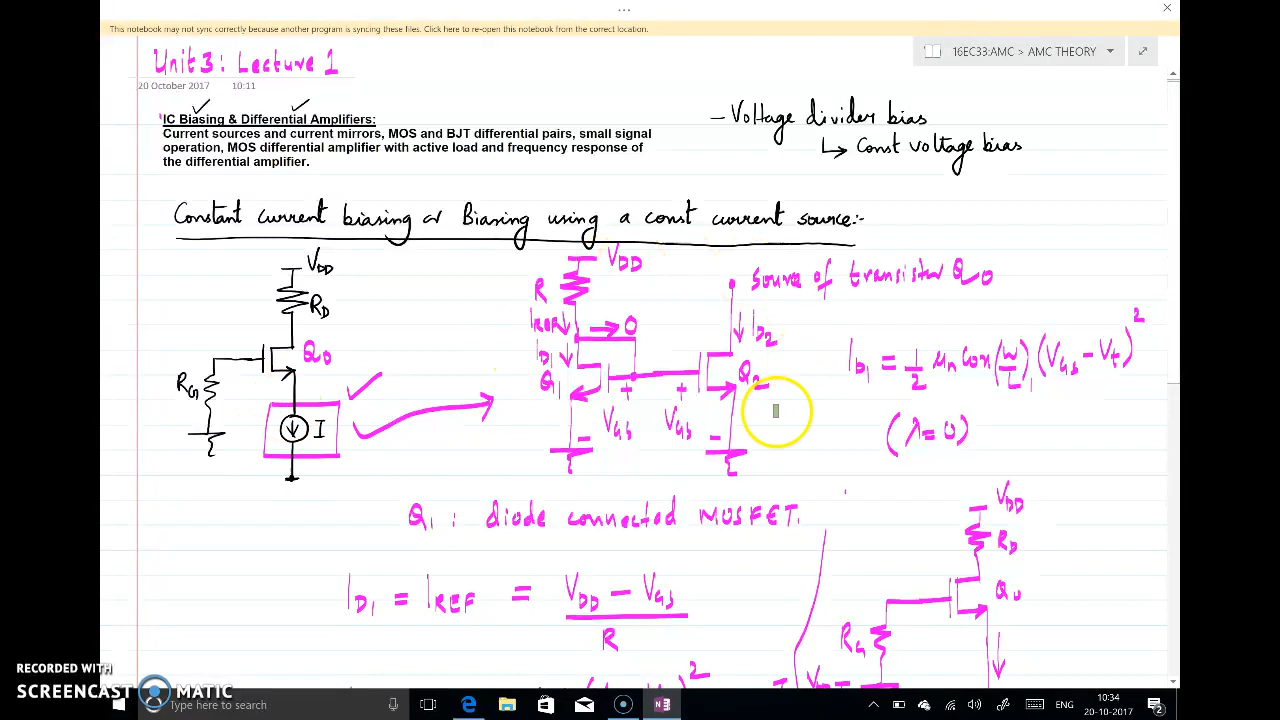 This notebook may not sync correctly because another program is syncing these files. Click here to re-open this notebook from the correct location.
Unit 3: Lecture 1
16EC33:AMC > AMC THEORY
20 October 2017 10:11
IC Biasing & Differential Amplifiers:
Current sources and current mirrors, MOS and BJT differential pairs, small signal
operation, MOS differential amplifier with active load and frequency response of
the differential amplifier.
- Voltage divider bias
↳ Const voltage bias
Constant current biasing or Biasing using a const current source:-
VDD
RD
Q0
RG
I
VDD
R
IREF
0
ID1
Q1
+ VGS -
+ VGS -
Q2
ID2
Source of transistor Q0
ID1 = 1/2 μn Cox (W/L)1 (VGS - Vt)^2
(λ = 0)
Q1 : diode connected MOSFET.
ID1 = IREF = VDD - VGS / R
VDD
RD
Q0
RG
2
RECORDED WITH
SCREENCAST MATIC
Type here to search
ENG
10:34
20-10-2017
2